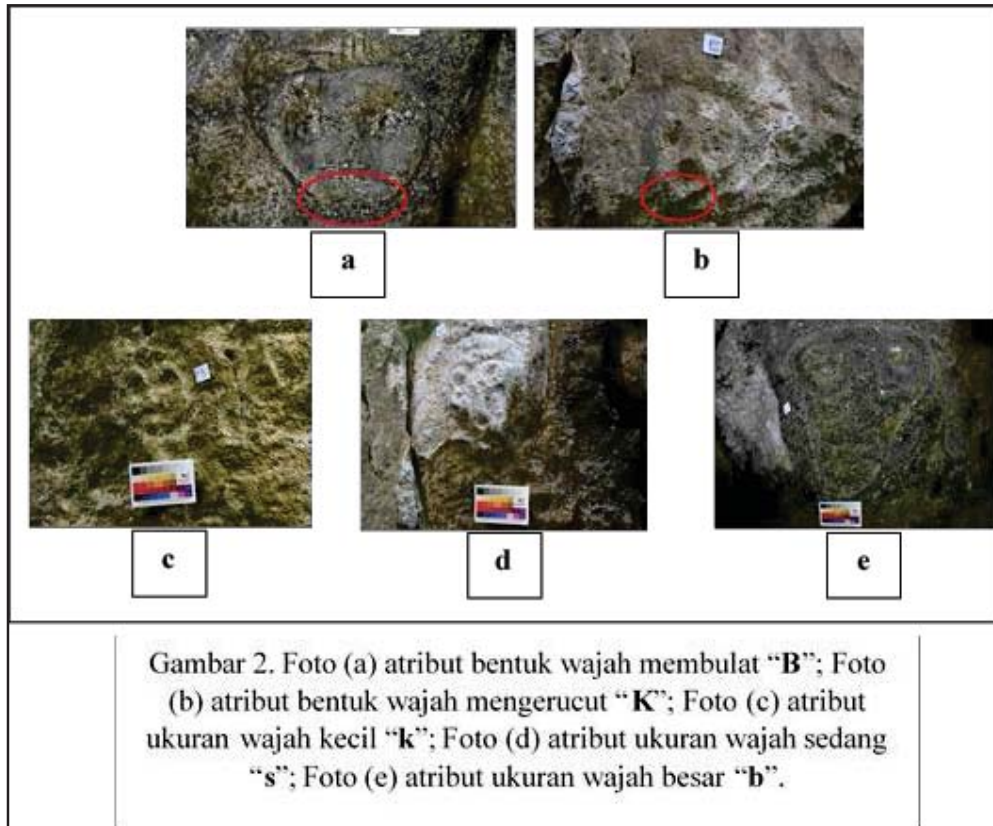 a
b
c
d
e
Gambar 2. Foto (a) atribut bentuk wajah membulat “B”; Foto
(b) atribut bentuk wajah mengerucut “K”; Foto (c) atribut
ukuran wajah kecil “k”; Foto (d) atribut ukuran wajah sedang
“s”; Foto (e) atribut ukuran wajah besar “b”.